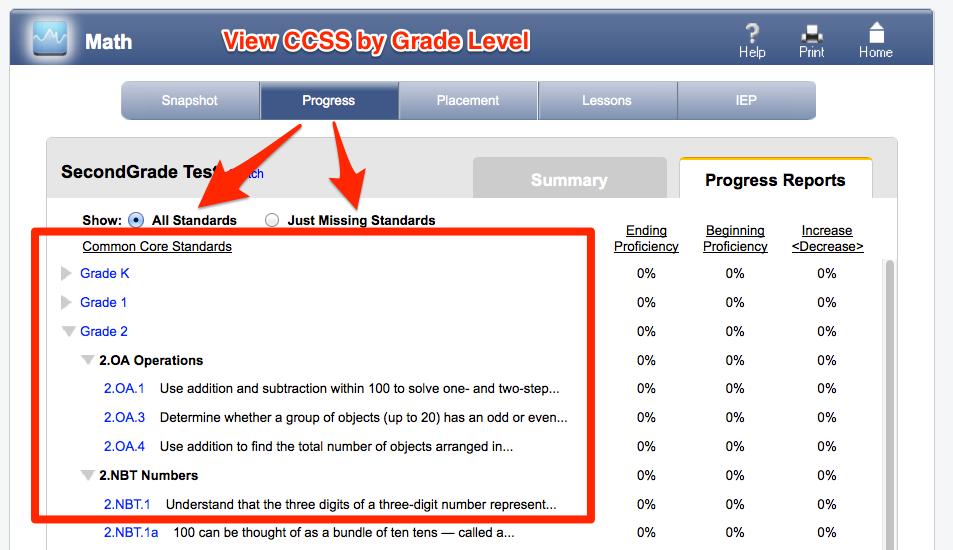 Math
View CCSS by Grade Level
Help
Print
Home
Snapshot
Progress
Placement
Lessons
IEP
SecondGrade Test
Summary
Progress Reports
Show: All Standards Just Missing Standards
Common Core Standards
Ending Proficiency
Beginning Proficiency
Increase <Decrease>
Grade K 0% 0% 0%
Grade 1 0% 0% 0%
Grade 2 0% 0% 0%
2.OA Operations 0% 0% 0%
2.OA.1 Use addition and subtraction within 100 to solve one- and two-step... 0% 0% 0%
2.OA.3 Determine whether a group of objects (up to 20) has an odd or even... 0% 0% 0%
2.OA.4 Use addition to find the total number of objects arranged in... 0% 0% 0%
2.NBT Numbers 0% 0% 0%
2.NBT.1 Understand that the three digits of a three-digit number represent... 0% 0% 0%
2.NBT.1a 100 can be thought of as a bundle of ten tens — called a... 0% 0% 0%